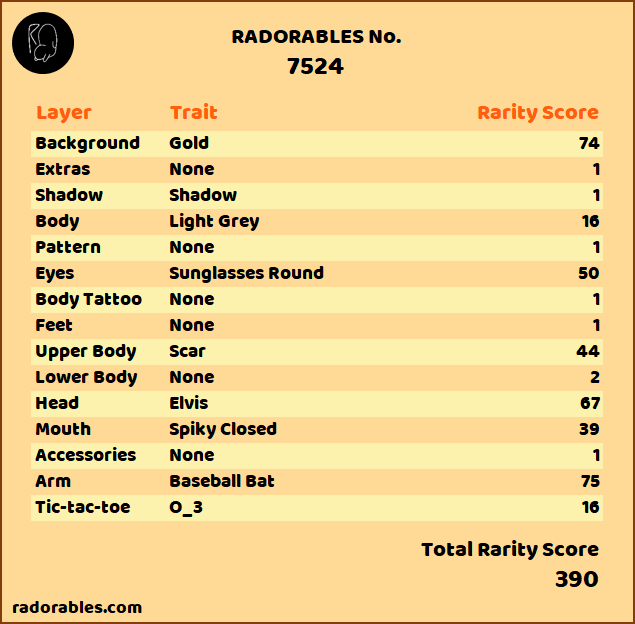 RADORABLES No.
7524
Layer Trait Rarity Score
Background Gold 74
Extras None 1
Shadow Shadow 1
Body Light Grey 16
Pattern None 1
Eyes Sunglasses Round 50
Body Tattoo None 1
Feet None 1
Upper Body Scar 44
Lower Body None 2
Head Elvis 67
Mouth Spiky Closed 39
Accessories None 1
Arm Baseball Bat 75
Tic-tac-toe O_3 16
Total Rarity Score
390
radorables.com